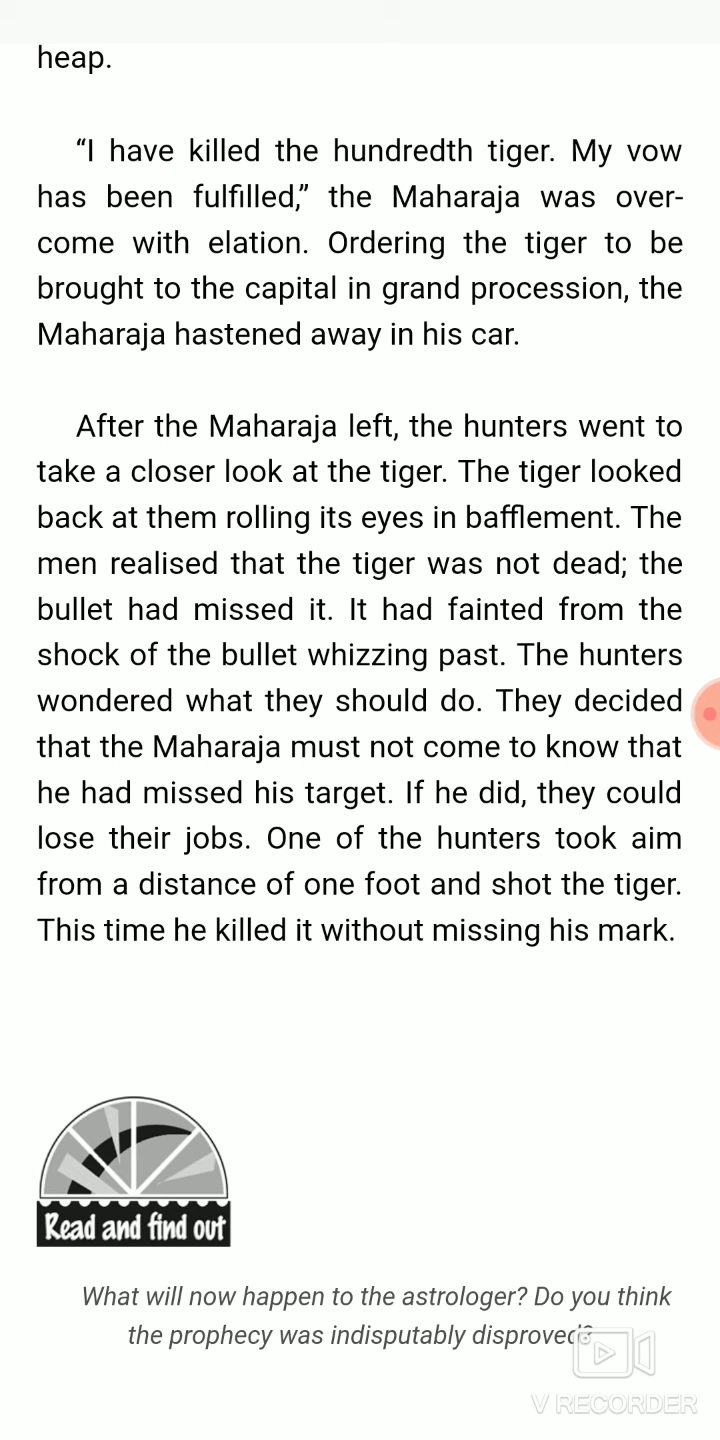 heap.
“I have killed the hundredth tiger. My vow
has been fulfilled,” the Maharaja was over-
come with elation. Ordering the tiger to be
brought to the capital in grand procession, the
Maharaja hastened away in his car.
After the Maharaja left, the hunters went to
take a closer look at the tiger. The tiger looked
back at them rolling its eyes in bafflement. The
men realised that the tiger was not dead; the
bullet had missed it. It had fainted from the
shock of the bullet whizzing past. The hunters
wondered what they should do. They decided
that the Maharaja must not come to know that
he had missed his target. If he did, they could
lose their jobs. One of the hunters took aim
from a distance of one foot and shot the tiger.
This time he killed it without missing his mark.
Read and find out
What will now happen to the astrologer? Do you think
the prophecy was indisputably disproved?
V RECORDER